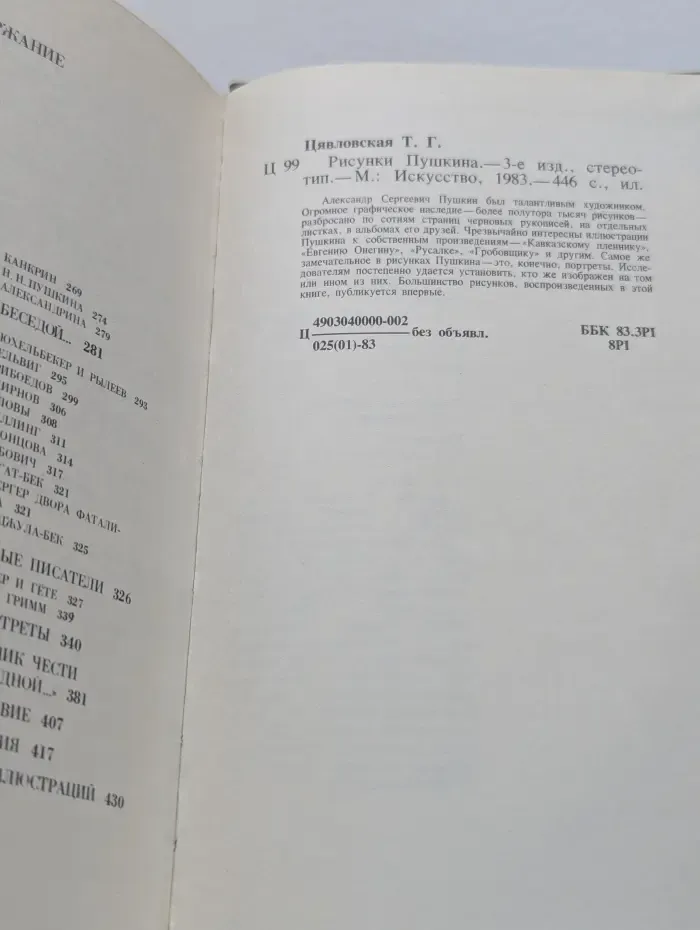 РЖАНИЕ
КАНКРИН 269
Н. Н. ПУШКИНА 274
АЛЕКСАНДРИНА 279
БЕСЕДОЙ... 281
ЮХЕЛЬБЕКЕР И РЫЛЕЕВ 293
ЕЛЬВИГ 295
РИБОЕДОВ 299
МИРНОВ 306
ЛОВЫ 308
ЛЛИНГ 311
ОНЦОВА 314
БОВИЧ 317
ГАТ-БЕК 321
РГЕР ДВОРА ФАТАЛИ-
А 321
ДЖУЛА-БЕК 325
ЫЕ ПИСАТЕЛИ 326
ЕР И ГЕТЕ 327
ГРИММ 339
ТРЕТЫ 340
НИК ЧЕСТИ
ДНОЙ...» 381
ВИЕ 407
ИЯ 417
ЛЛЮСТРАЦИЙ 430
Цявловская Т. Г.
Ц 99 Рисунки Пушкина.— 3-е изд., стерео-
тип.— М.: Искусство, 1983.— 446 с., ил.
Александр Сергеевич Пушкин был талантливым художником.
Огромное графическое наследие — более полутора тысяч рисунков —
разбросано по сотням страниц черновых рукописей, на отдельных
листках, в альбомах его друзей. Чрезвычайно интересны иллюстрации
Пушкина к собственным произведениям — «Кавказскому пленнику»,
«Евгению Онегину», «Русалке», «Гробовщику» и другим. Самое же
замечательное в рисунках Пушкина — это, конечно, портреты. Иссле-
дователям постепенно удается установить, кто же изображен на том
или ином из них. Большинство рисунков, воспроизведенных в этой
книге, публикуется впервые.
Ц 4903040000-002 без объявл.
025(01)-83
ББК 83.3Р1
8Р1